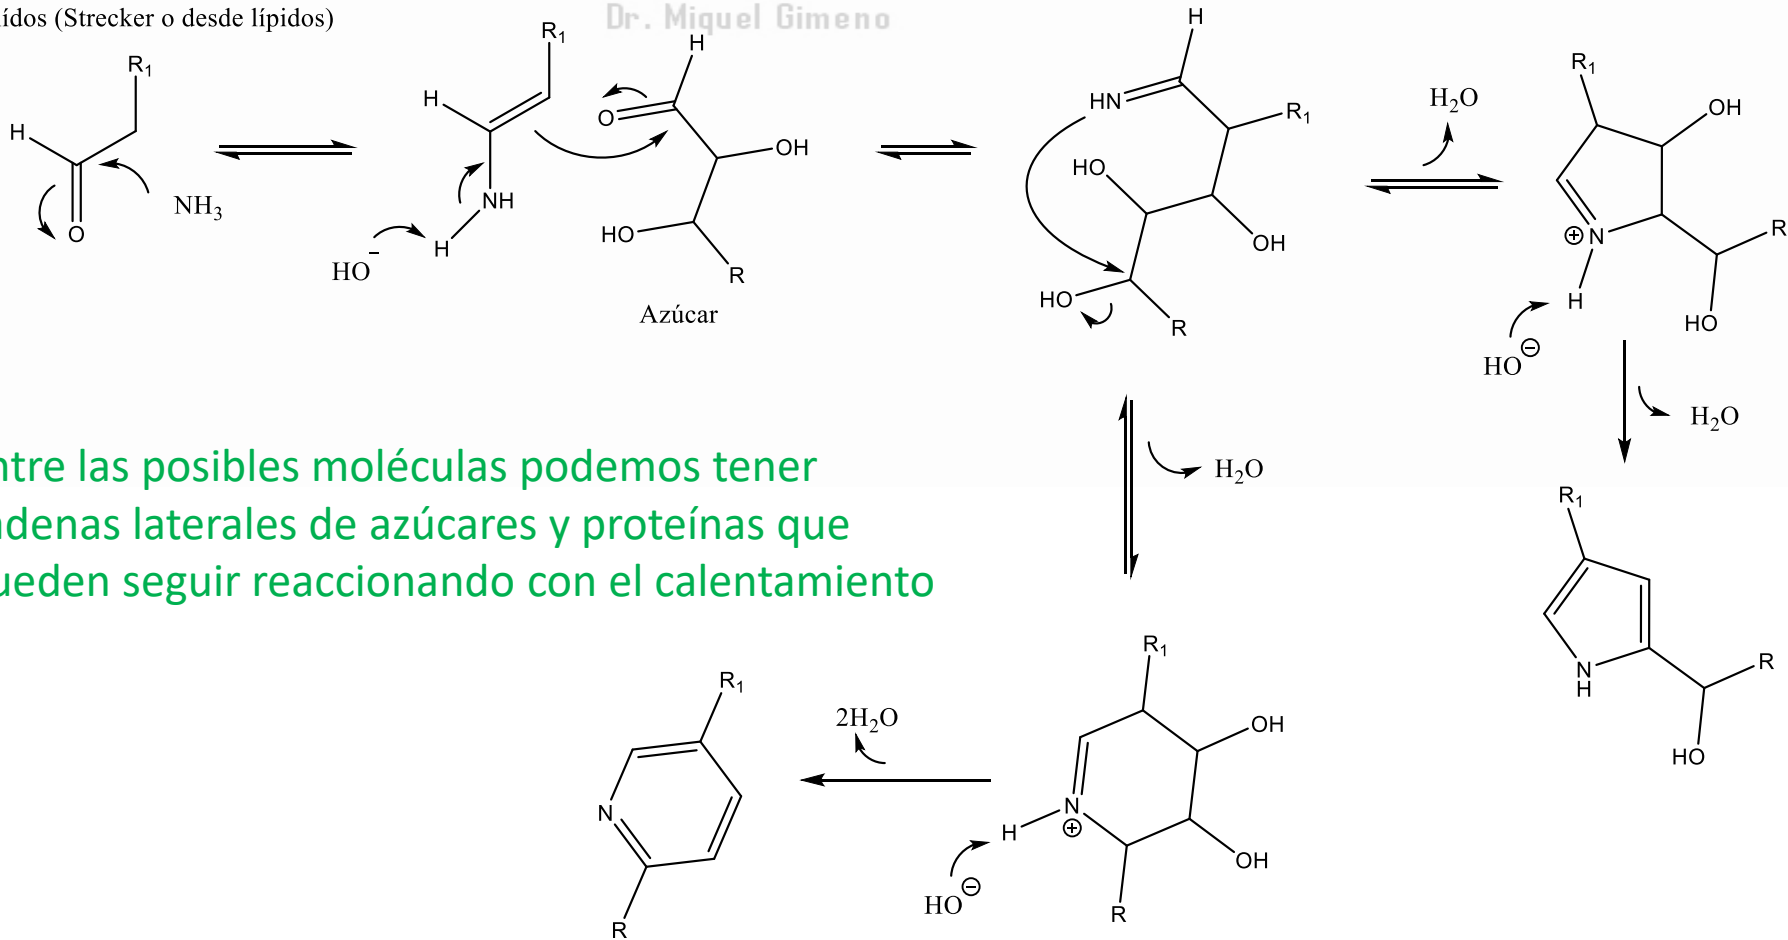 ídos (Strecker o desde lípidos)
Dr. Miquel Gimeno
R1
H
O
NH3
R1
H
NH
H
HO-
H
O
OH
HO
R
Azúcar
H
HN
R1
HO
OH
HO
R
H2O
R1
OH
N
⊕
H
R
HO
HO⊖
H2O
H2O
ntre las posibles moléculas podemos tener
denas laterales de azúcares y proteínas que
ueden seguir reaccionando con el calentamiento
R1
N
H
R
HO
R1
OH
OH
N
⊕
H
HO⊖
R
2H2O
R1
N
R